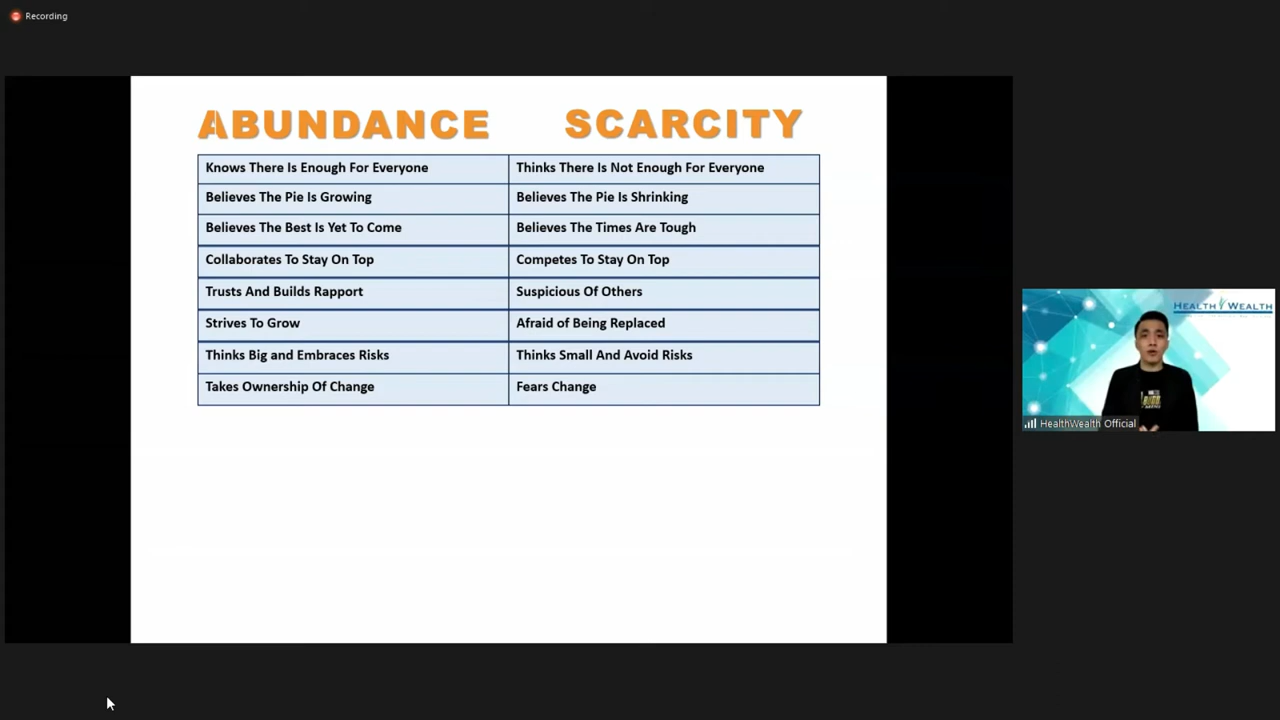 Recording
ABUNDANCE SCARCITY
Knows There Is Enough For Everyone Thinks There Is Not Enough For Everyone
Believes The Pie Is Growing Believes The Pie Is Shrinking
Believes The Best Is Yet To Come Believes The Times Are Tough
Collaborates To Stay On Top Competes To Stay On Top
Trusts And Builds Rapport Suspicious Of Others
Strives To Grow Afraid of Being Replaced
Thinks Big and Embraces Risks Thinks Small And Avoid Risks
Takes Ownership Of Change Fears Change
HEALTH WEALTH
HealthWealth Official